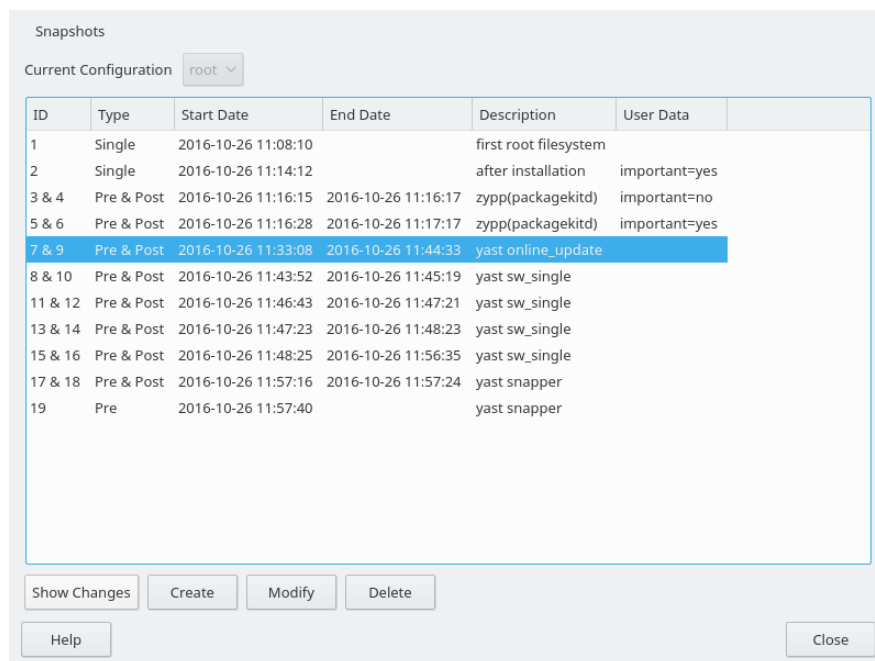 Snapshots
Current Configuration root
ID Type Start Date End Date Description User Data
1 Single 2016-10-26 11:08:10 first root filesystem
2 Single 2016-10-26 11:14:12 after installation important=yes
3 & 4 Pre & Post 2016-10-26 11:16:15 2016-10-26 11:16:17 zypp(packagekitd) important=no
5 & 6 Pre & Post 2016-10-26 11:16:28 2016-10-26 11:17:17 zypp(packagekitd) important=yes
7 & 9 Pre & Post 2016-10-26 11:33:08 2016-10-26 11:44:33 yast online_update
8 & 10 Pre & Post 2016-10-26 11:43:52 2016-10-26 11:45:19 yast sw_single
11 & 12 Pre & Post 2016-10-26 11:46:43 2016-10-26 11:47:21 yast sw_single
13 & 14 Pre & Post 2016-10-26 11:47:23 2016-10-26 11:48:23 yast sw_single
15 & 16 Pre & Post 2016-10-26 11:48:25 2016-10-26 11:56:35 yast sw_single
17 & 18 Pre & Post 2016-10-26 11:57:16 2016-10-26 11:57:24 yast snapper
19 Pre 2016-10-26 11:57:40 yast snapper
Show Changes Create Modify Delete
Help Close